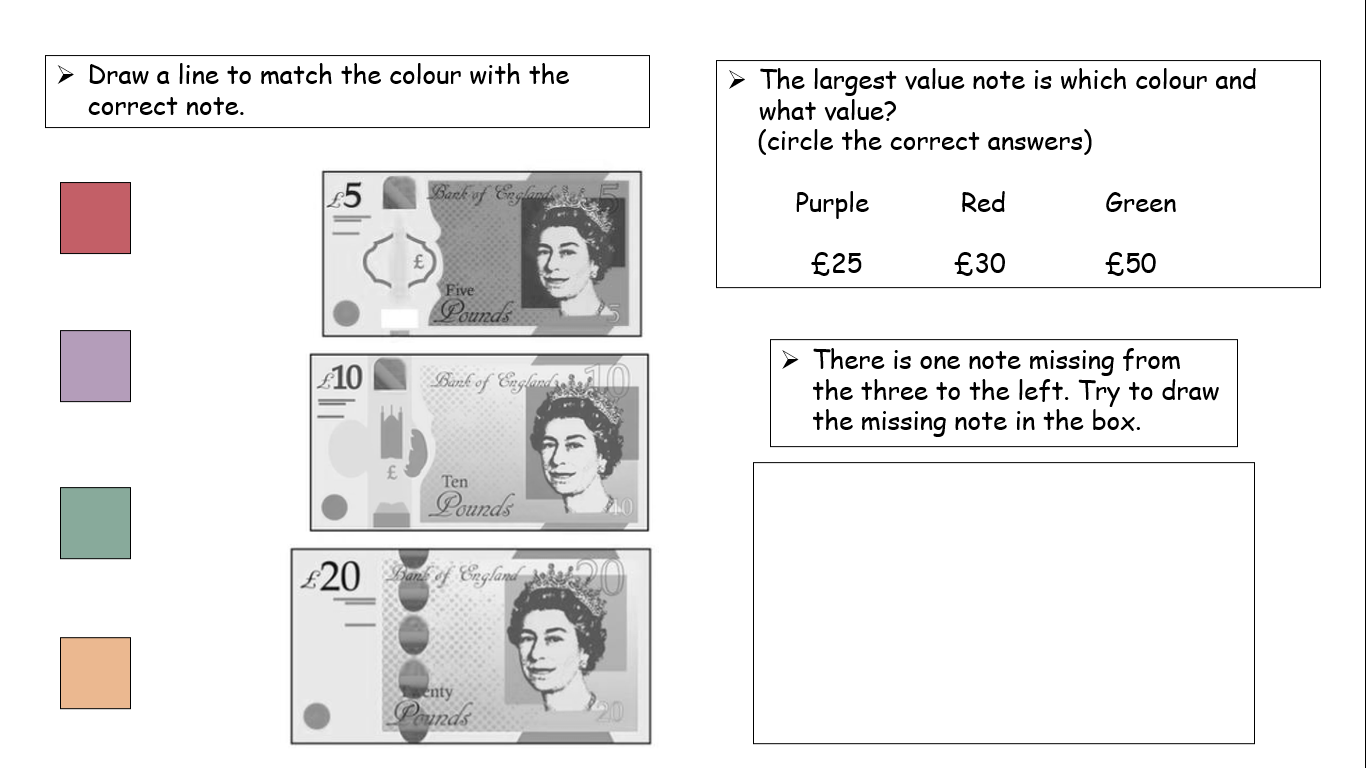 ➢ Draw a line to match the colour with the
correct note.
£5
Bank of England
5
£
Five
Pounds
5
£10
Bank of England
10
£
Ten
Pounds
10
£20
Bank of England
20
Twenty
Pounds
20
➢ The largest value note is which colour and
what value?
(circle the correct answers)
Purple Red Green
£25 £30 £50
➢ There is one note missing from
the three to the left. Try to draw
the missing note in the box.